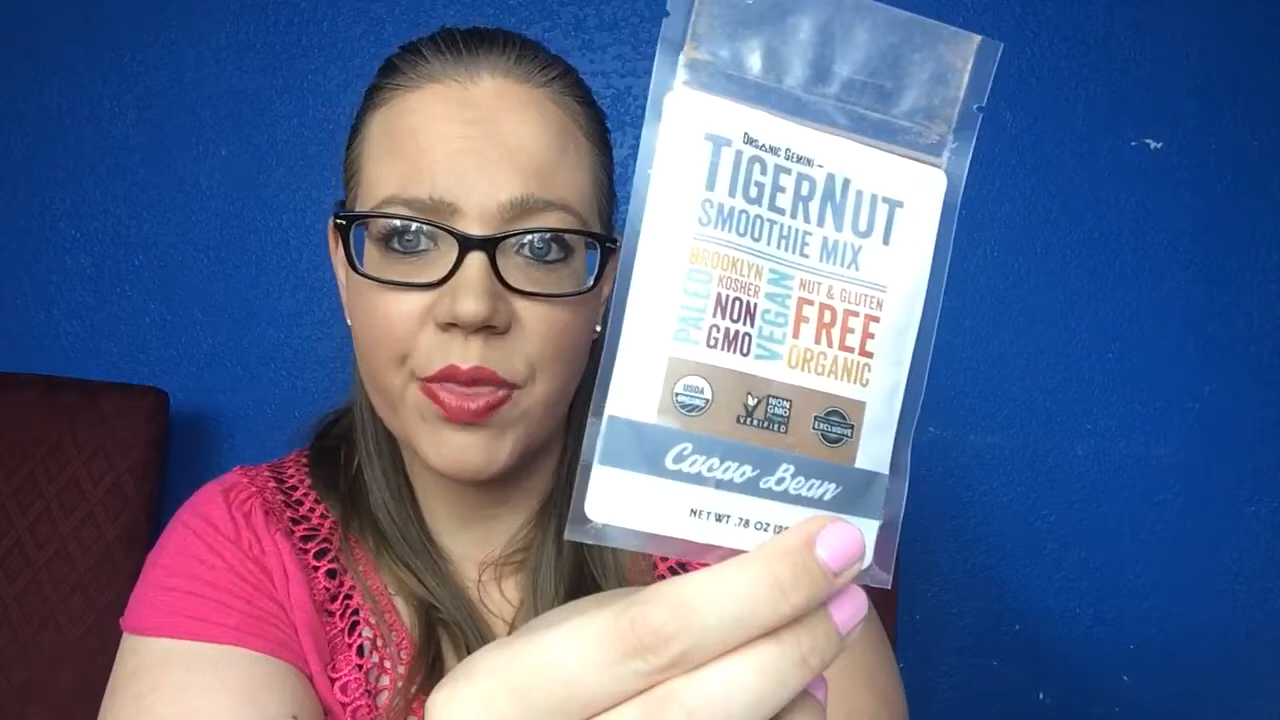 ORGANIC GEMINI
TIGERNUT
SMOOTHIE MIX
PALEO
BROOKLYN
KOSHER
NON
GMO
VEGAN
NUT & GLUTEN
FREE
ORGANIC
USDA
ORGANIC
NON
GMO
Project
VERIFIED
EXCLUSIVE
Cacao Bean
NET WT .78 OZ